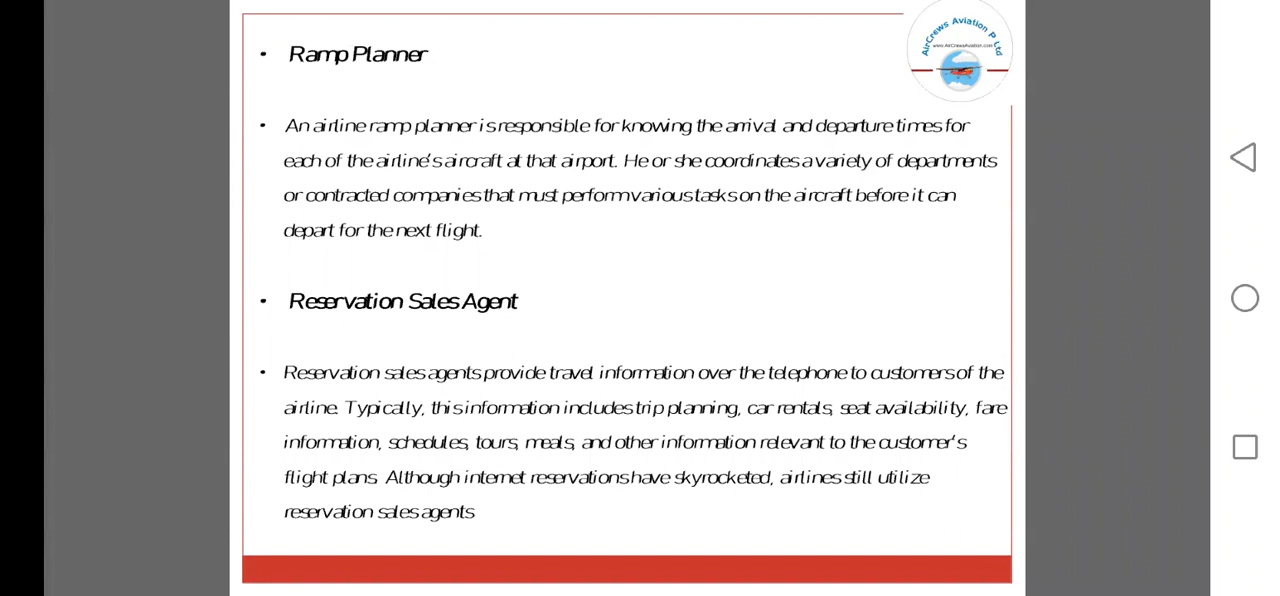 AirCrews Aviation P Ltd
www.AirCrewsAviation.com
• Ramp Planner
• An airline ramp planner is responsible for knowing the arrival and departure times for
each of the airline's aircraft at that airport. He or she coordinates a variety of departments
or contracted companies that must perform various tasks on the aircraft before it can
depart for the next flight.
• Reservation Sales Agent
• Reservation sales agents provide travel information over the telephone to customers of the
airline. Typically, this information includes trip planning, car rentals, seat availability, fare
information, schedules, tours, meals, and other information relevant to the customer's
flight plans. Although internet reservations have skyrocketed, airlines still utilize
reservation sales agents